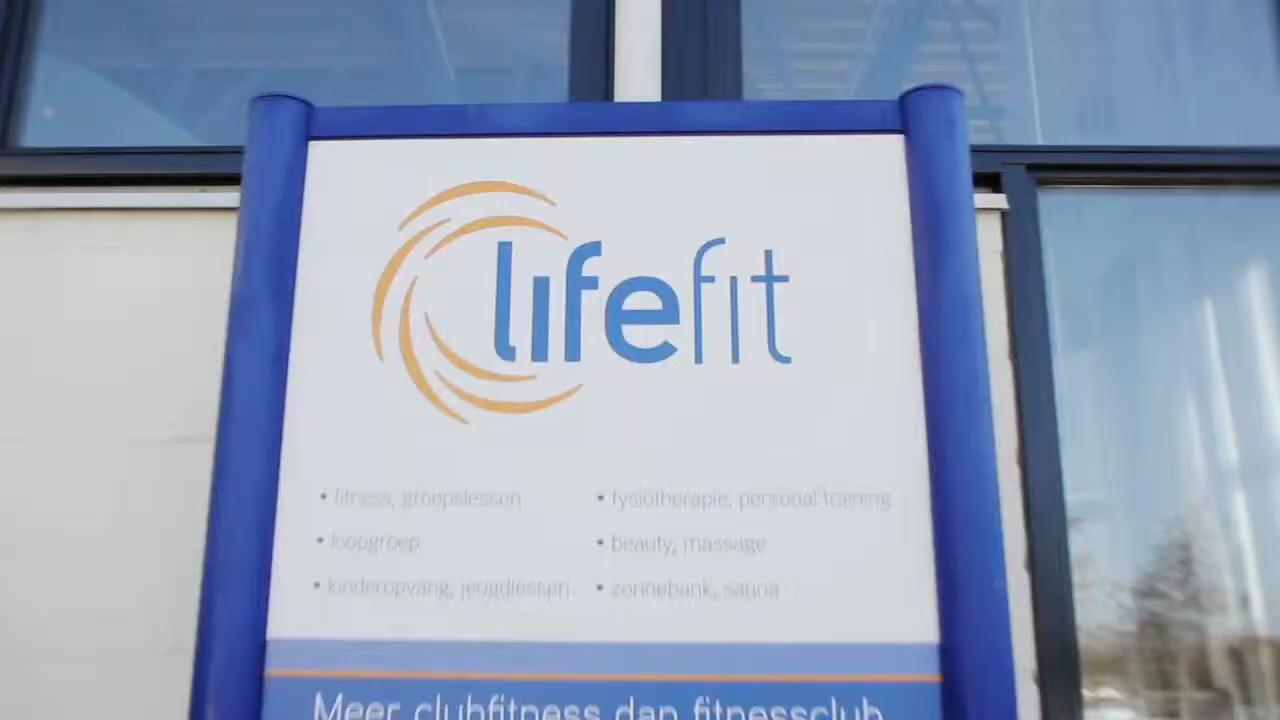 lifefit
• fitness, groepslessen
• loopgroep
• kinderopvang, jeugdlessen
• fysiotherapie, personal training
• beauty, massage
• zonnebank, sauna
Meer clubfitness dan fitnessclub